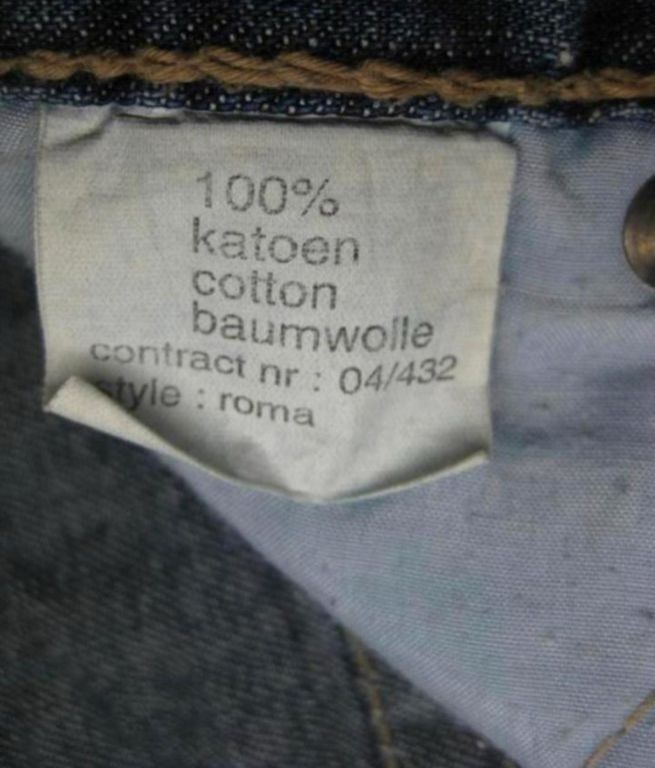 100%
katoen
cotton
baumwolle
contract nr : 04/432
style : roma